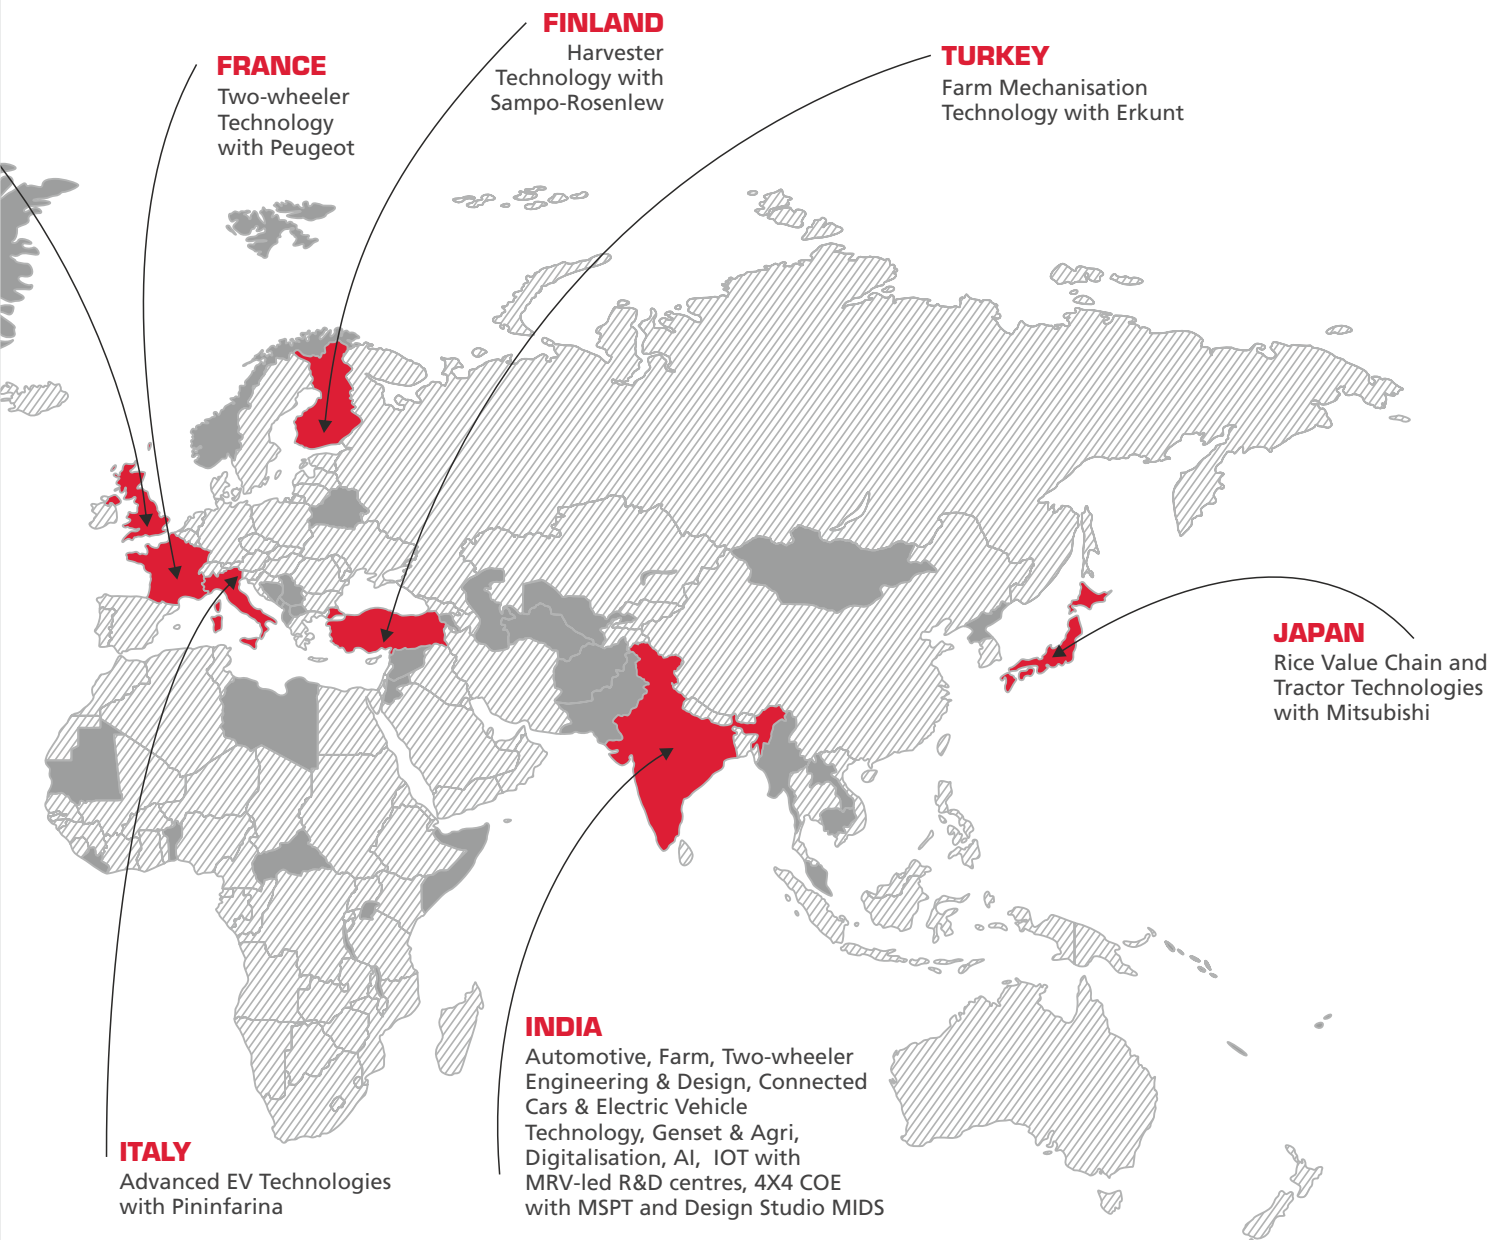 FINLAND
Harvester
Technology with
Sampo-Rosenlew
FRANCE
Two-wheeler
Technology
with Peugeot
TURKEY
Farm Mechanisation
Technology with Erkunt
JAPAN
Rice Value Chain and
Tractor Technologies
with Mitsubishi
INDIA
Automotive, Farm, Two-wheeler
Engineering & Design, Connected
Cars & Electric Vehicle
Technology, Genset & Agri,
Digitalisation, AI,  IOT with
MRV-led R&D centres, 4X4 COE
with MSPT and Design Studio MIDS
ITALY
Advanced EV Technologies
with Pininfarina